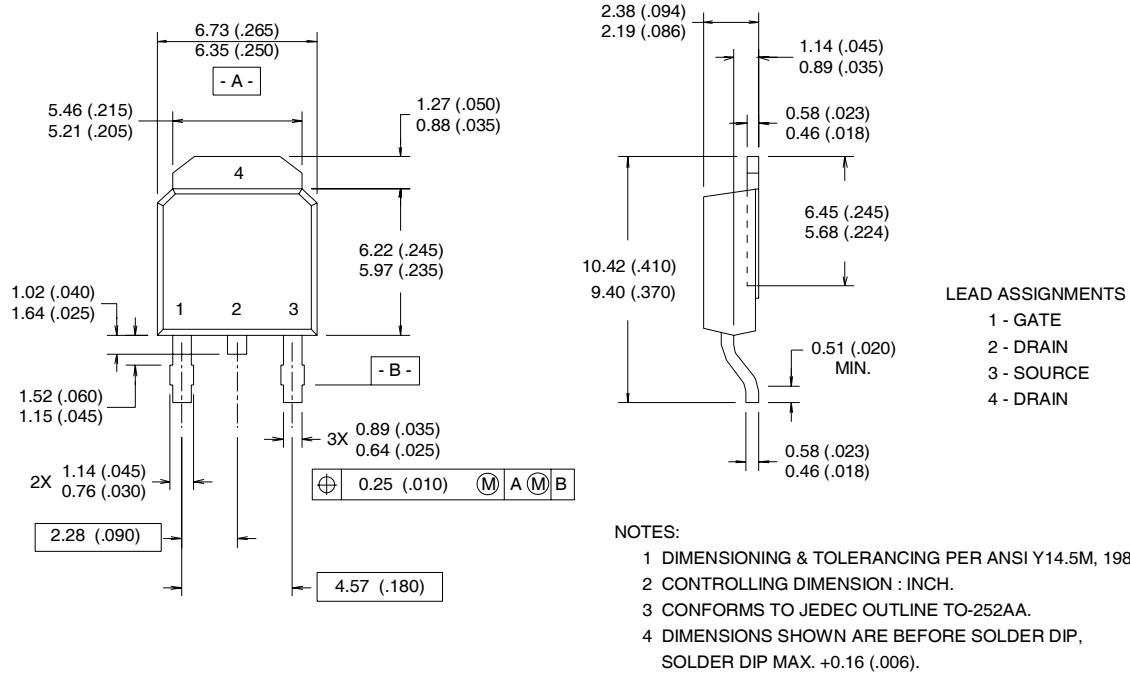 6.73 (.265)
6.35 (.250)
- A -
5.46 (.215)
5.21 (.205)
1.27 (.050)
0.88 (.035)
4
6.22 (.245)
5.97 (.235)
1.02 (.040)
1.64 (.025)
1
2
3
1.52 (.060)
1.15 (.045)
- B -
3X 0.89 (.035)
0.64 (.025)
2X 1.14 (.045)
0.76 (.030)
⌖ 0.25 (.010) Ⓜ A Ⓜ B
2.28 (.090)
4.57 (.180)
2.38 (.094)
2.19 (.086)
1.14 (.045)
0.89 (.035)
0.58 (.023)
0.46 (.018)
6.45 (.245)
5.68 (.224)
10.42 (.410)
9.40 (.370)
0.51 (.020)
MIN.
0.58 (.023)
0.46 (.018)
LEAD ASSIGNMENTS
1 - GATE
2 - DRAIN
3 - SOURCE
4 - DRAIN
NOTES:
1 DIMENSIONING & TOLERANCING PER ANSI Y14.5M, 198
2 CONTROLLING DIMENSION : INCH.
3 CONFORMS TO JEDEC OUTLINE TO-252AA.
4 DIMENSIONS SHOWN ARE BEFORE SOLDER DIP,
SOLDER DIP MAX. +0.16 (.006).